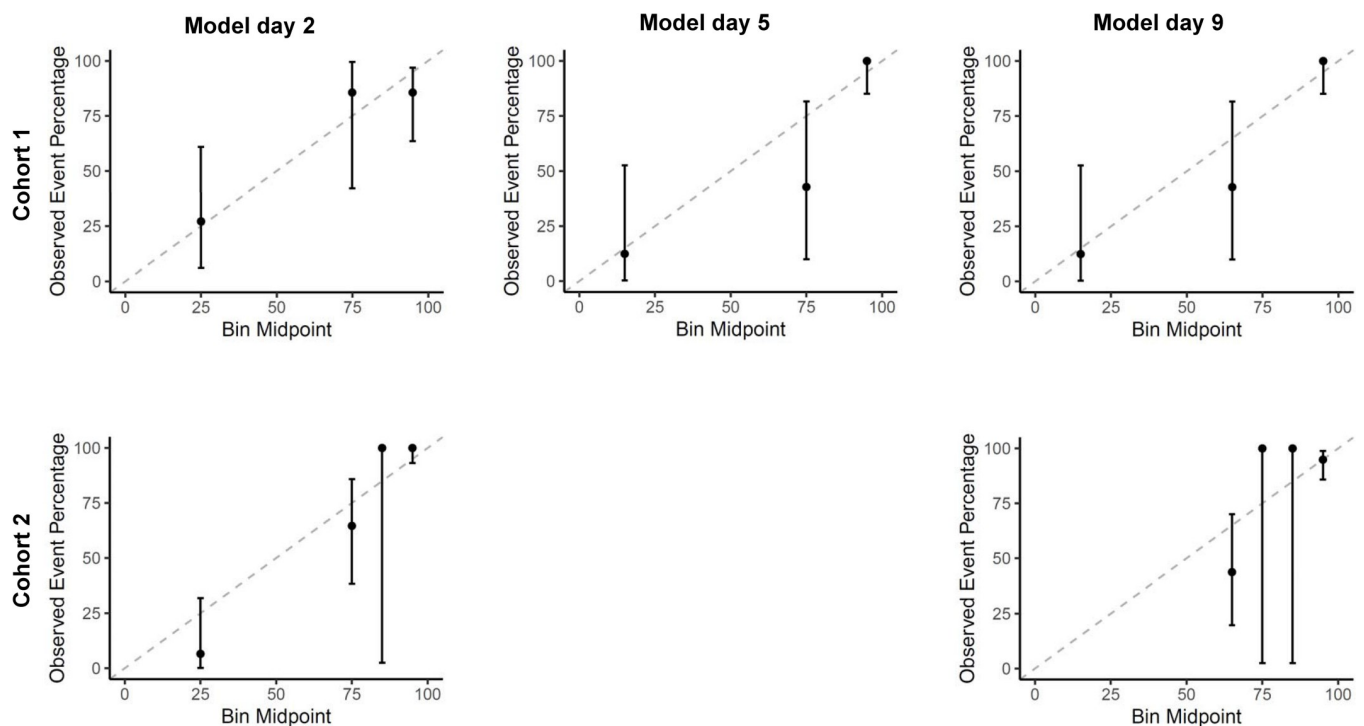 Model day 2
Model day 5
Model day 9
Cohort 1
Observed Event Percentage
100
75
50
25
0
0 25 50 75 100
Bin Midpoint
Observed Event Percentage
100
75
50
25
0
0 25 50 75 100
Bin Midpoint
Observed Event Percentage
100
75
50
25
0
0 25 50 75 100
Bin Midpoint
Cohort 2
Observed Event Percentage
100
75
50
25
0
0 25 50 75 100
Bin Midpoint
Observed Event Percentage
100
75
50
25
0
0 25 50 75 100
Bin Midpoint